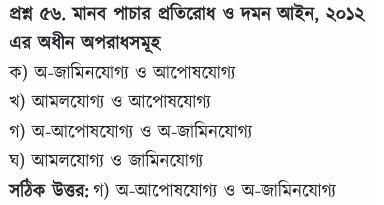 প্রশ্ন ৫৬. মানব পাচার প্রতিরোধ ও দমন আইন, ২০১২
এর অধীন অপরাধসমূহ
ক) অ-জামিনযোগ্য ও আপোষযোগ্য
খ) আমলযোগ্য ও আপোষযোগ্য
গ) অ-আপোষযোগ্য ও অ-জামিনযোগ্য
ঘ) আমলযোগ্য ও জামিনযোগ্য
সঠিক উত্তর: গ) অ-আপোষযোগ্য ও অ-জামিনযোগ্য